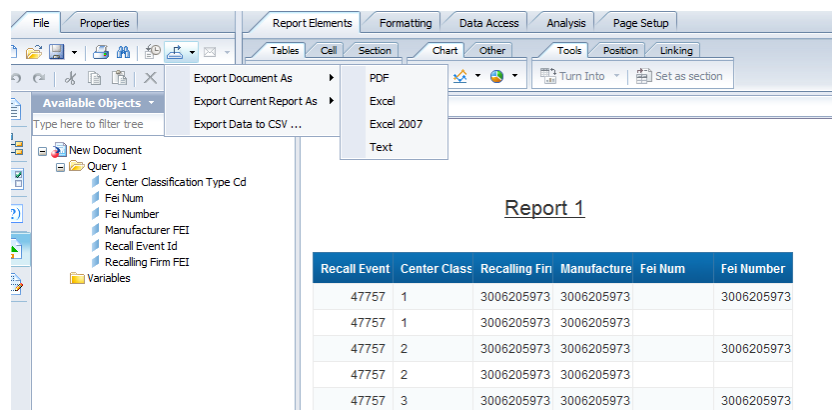 File Properties Report Elements Formatting Data Access Analysis Page Setup
Tables Cell Section Chart Other Tools Position Linking
Turn Into Set as section
Export Document As
Export Current Report As
Export Data to CSV ...
PDF
Excel
Excel 2007
Text
Available Objects
Type here to filter tree
New Document
Query 1
Center Classification Type Cd
Fei Num
Fei Number
Manufacturer FEI
Recall Event Id
Recalling Firm FEI
Variables
Report 1
Recall Event Center Class Recalling Firm Manufacture Fei Num Fei Number
47757 1 3006205973 3006205973 3006205973
47757 1 3006205973 3006205973
47757 2 3006205973 3006205973 3006205973
47757 2 3006205973 3006205973
47757 3 3006205973 3006205973 3006205973